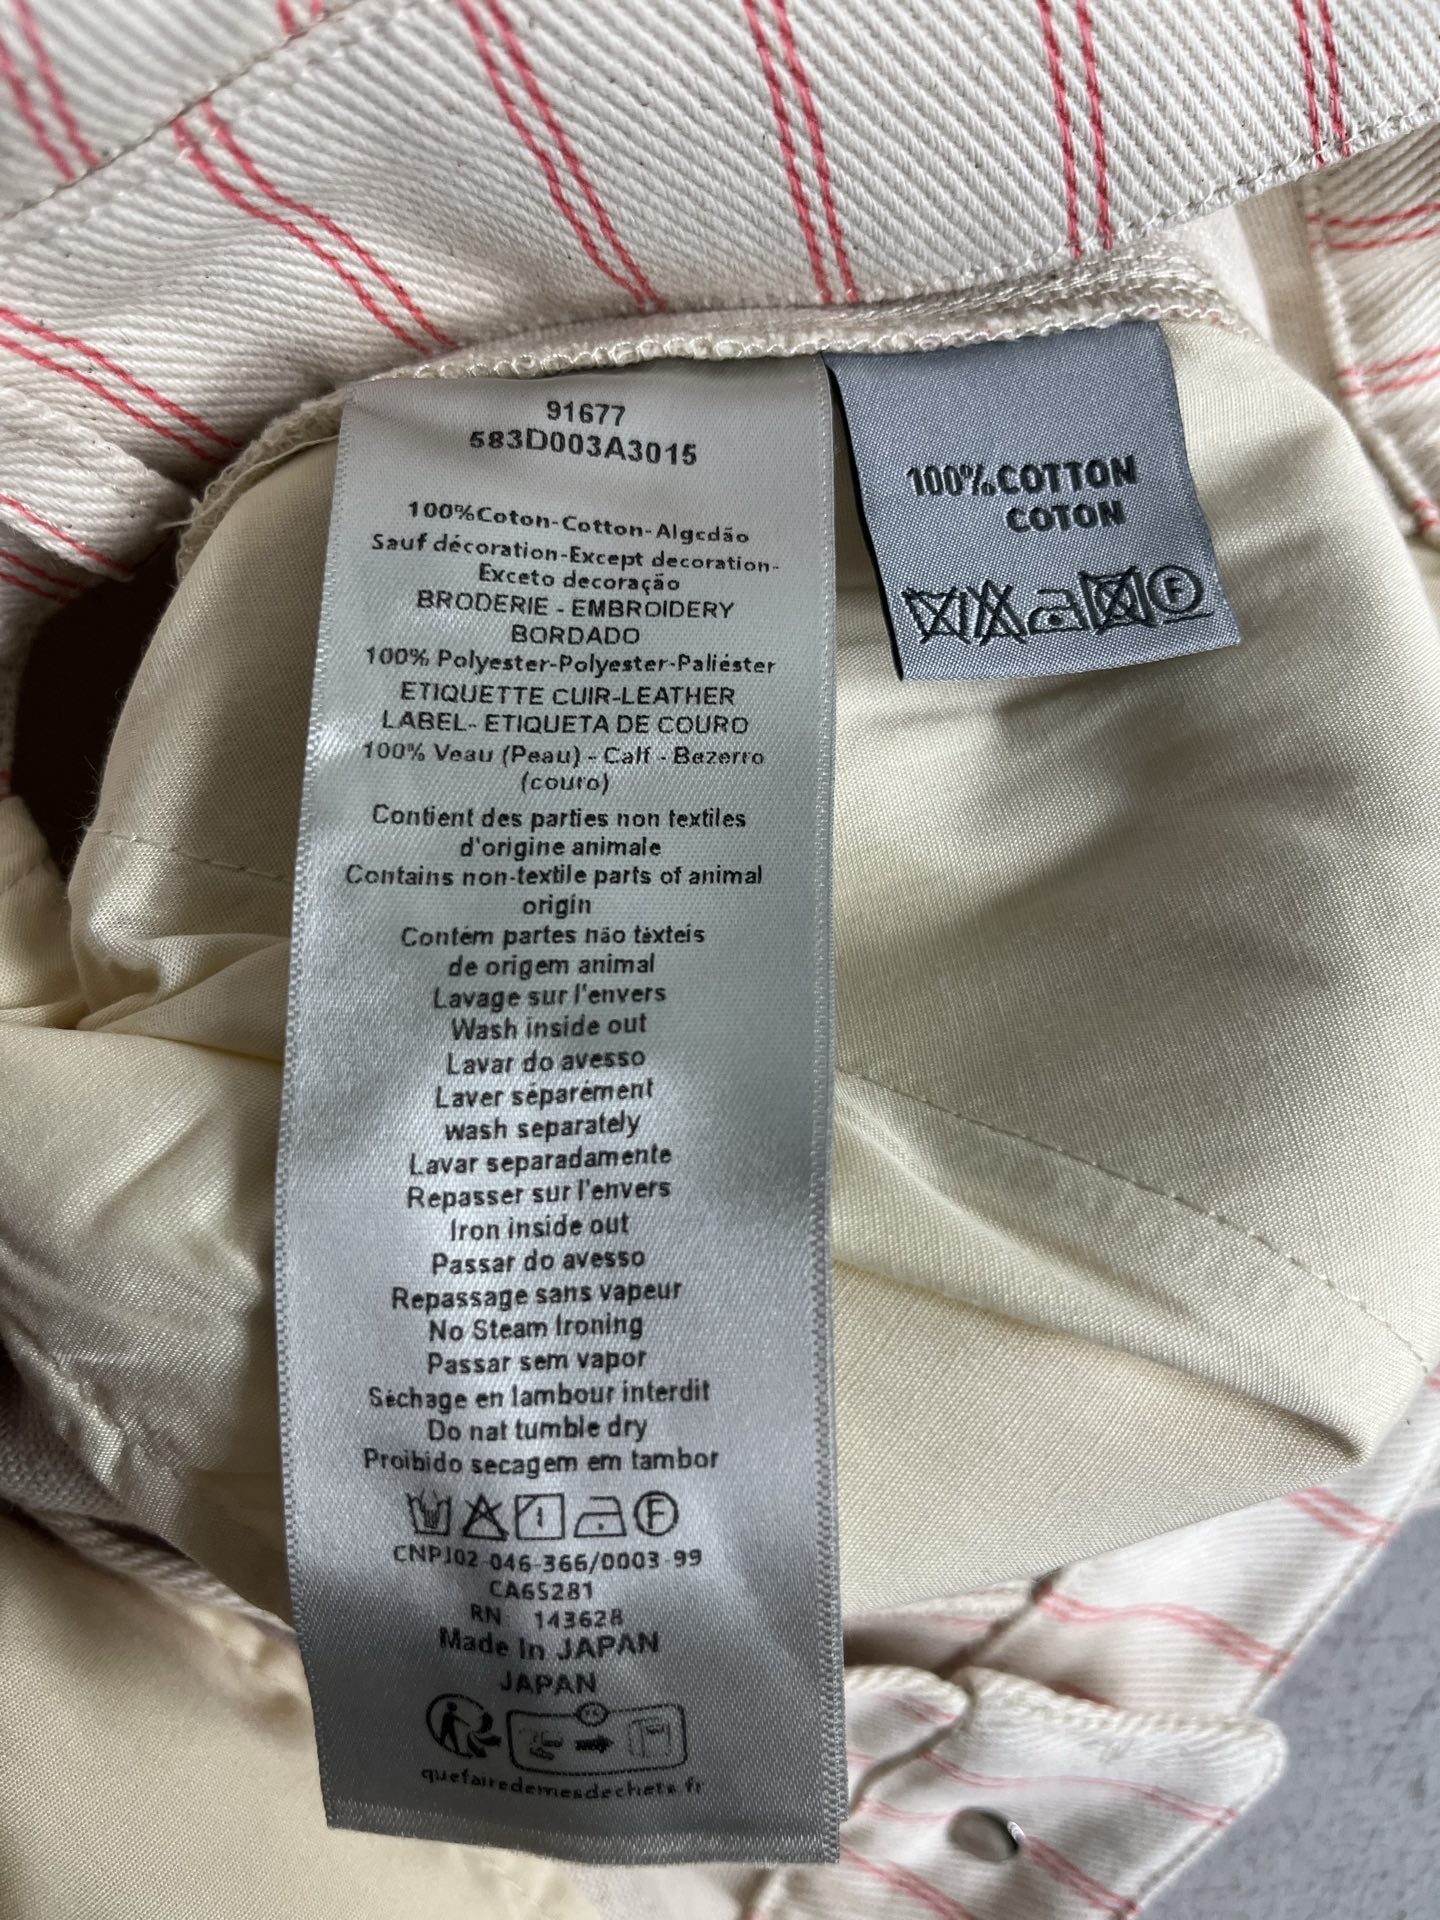 91677
583D003A3015
100%Coton-Cotton-Algcdão
Sauf décoration-Except decoration-
Exceto decoração
BRODERIE - EMBROIDERY
BORDADO
100% Polyester-Polyester-Paliéster
ETIQUETTE CUIR-LEATHER
LABEL- ETIQUETA DE COURO
100% Veau (Peau) - Calf - Bezerro
(couro)
Contient des parties non textiles
d'origine animale
Contains non-textile parts of animal
origin
Contém partes não têxteis
de origem animal
Lavage sur l'envers
Wash inside out
Lavar do avesso
Laver séparément
wash separately
Lavar separadamente
Repasser sur l'envers
Iron inside out
Passar do avesso
Repassage sans vapeur
No Steam Ironing
Passar sem vapor
Séchage en lambour interdit
Do nat tumble dry
Proibido secagem em tambor
F
CNPJ02-046-366/0003-99
CA65281
RN: 143628
Made In JAPAN
JAPAN
quefairedemesdechets.fr
100%COTTON
COTON
F